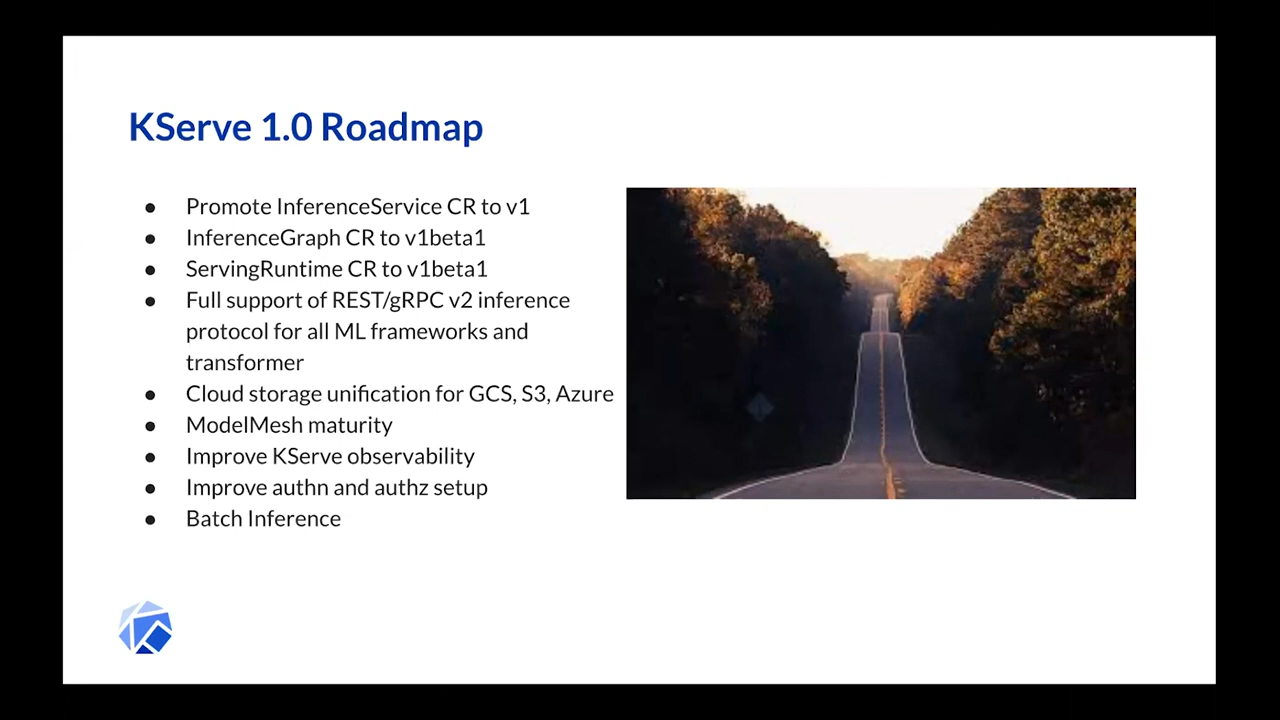 KServe 1.0 Roadmap
● Promote InferenceService CR to v1
● InferenceGraph CR to v1beta1
● ServingRuntime CR to v1beta1
● Full support of REST/gRPC v2 inference
protocol for all ML frameworks and
transformer
● Cloud storage unification for GCS, S3, Azure
● ModelMesh maturity
● Improve KServe observability
● Improve authn and authz setup
● Batch Inference